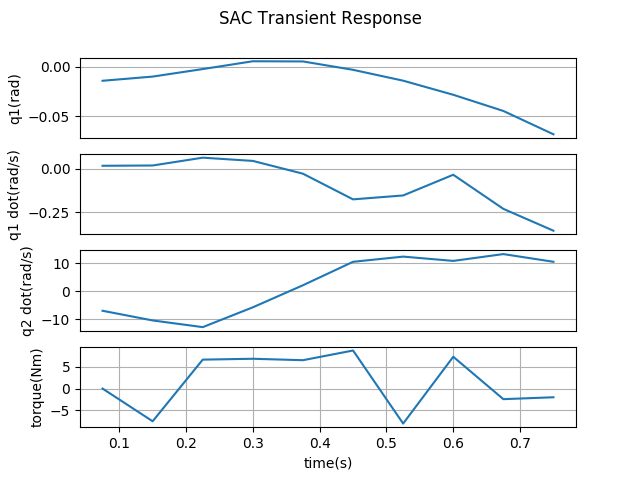 SAC Transient Response
q1(rad)
0.00
−0.05
q1 dot(rad/s)
0.00
−0.25
q2 dot(rad/s)
10
0
−10
torque(Nm)
5
0
−5
0.1 0.2 0.3 0.4 0.5 0.6 0.7
time(s)